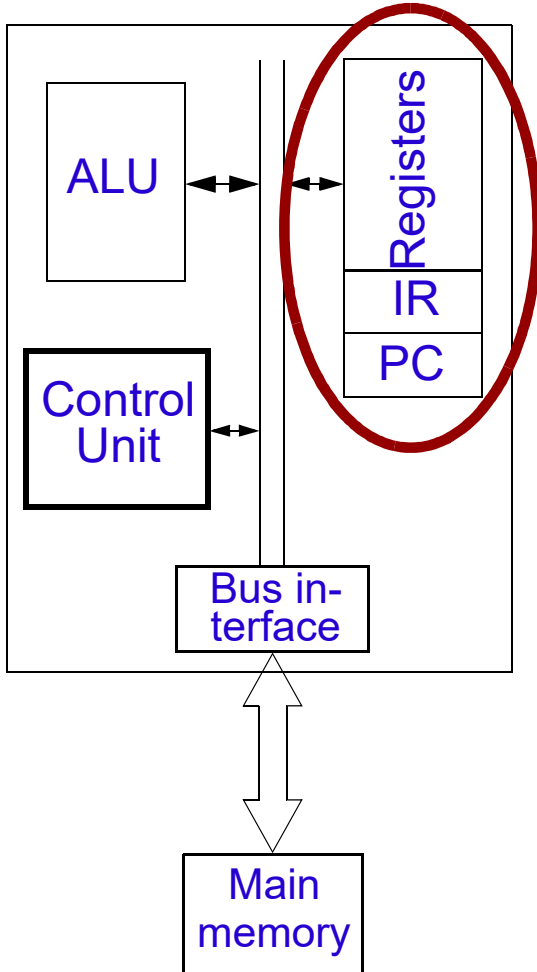 ALU
Registers
IR
PC
Control
Unit
Bus in-
terface
Main
memory